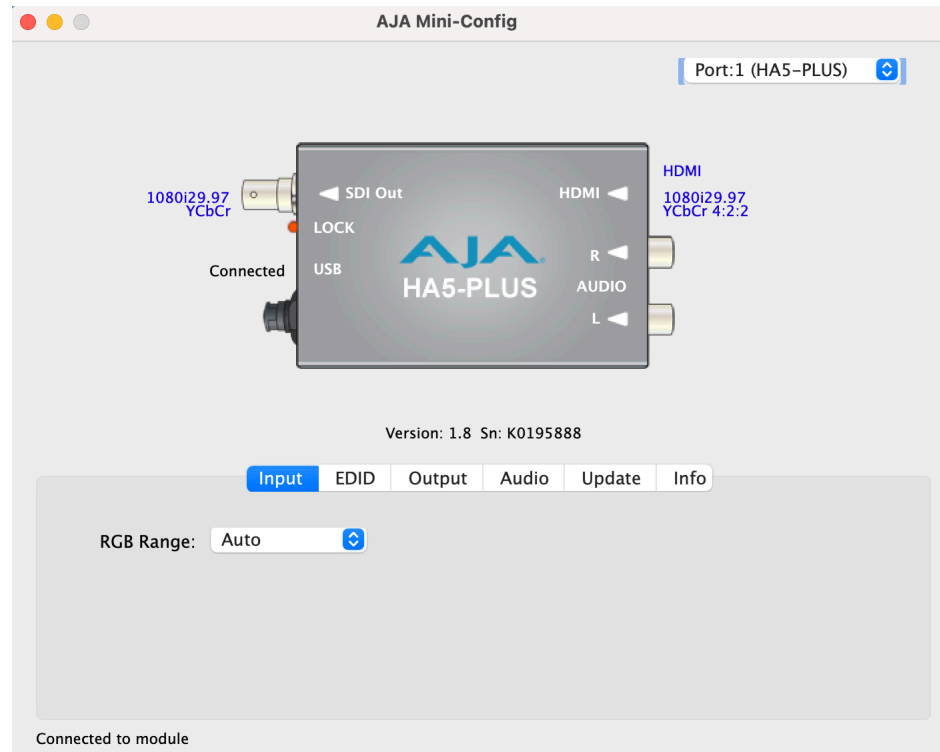 AJA Mini-Config
Port:1 (HA5-PLUS)
HDMI
1080i29.97
YCbCr
SDI Out
HDMI
1080i29.97
YCbCr 4:2:2
LOCK
Connected
USB
AJA
R
HA5-PLUS
AUDIO
L
Version: 1.8 Sn: K0195888
Input EDID Output Audio Update Info
RGB Range: Auto
Connected to module